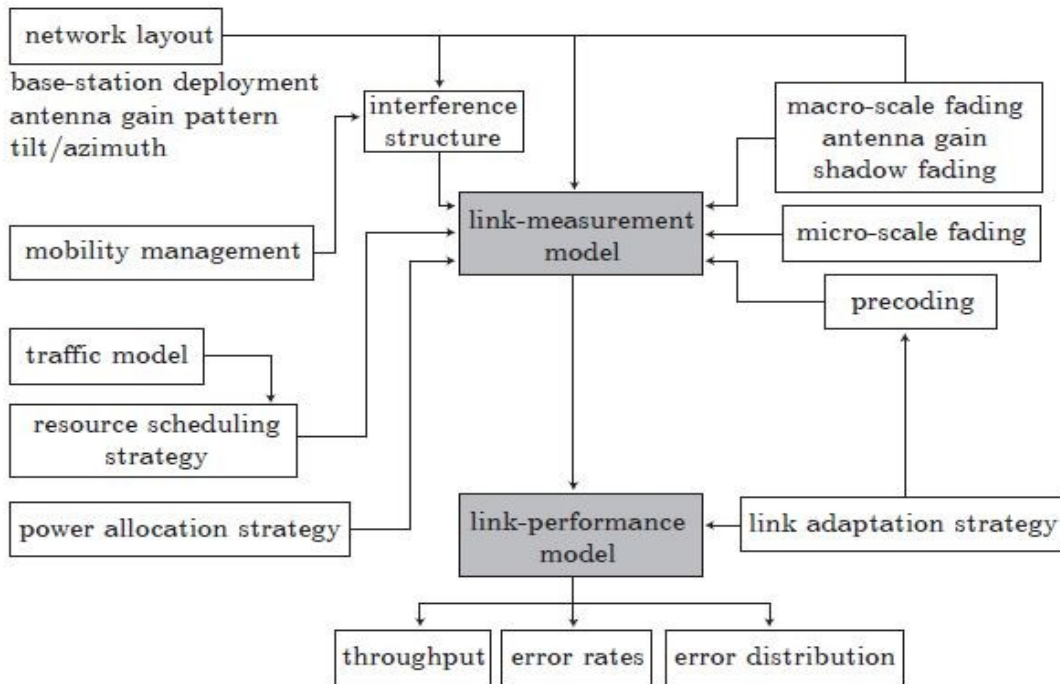 network layout
base-station deployment
antenna gain pattern
tilt/azimuth
interference
structure
macro-scale fading
antenna gain
shadow fading
link-measurement
model
mobility management
micro-scale fading
precoding
traffic model
resource scheduling
strategy
power allocation strategy
link-performance
model
link adaptation strategy
throughput
error rates
error distribution